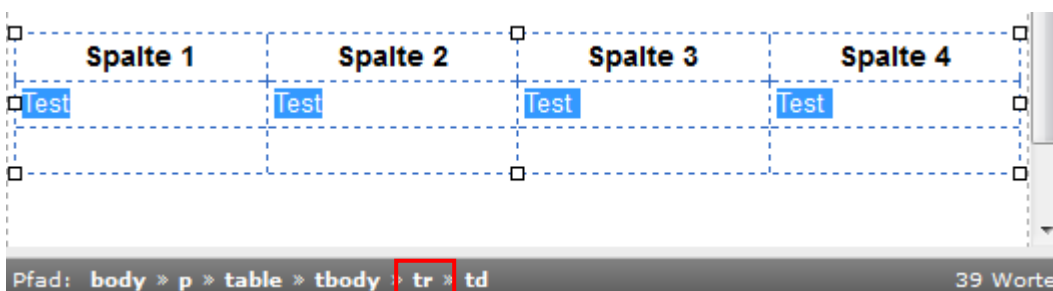 Spalte 1 Spalte 2 Spalte 3 Spalte 4
Test Test Test Test
Pfad: body » p » table » tbody » tr » td 39 Worte